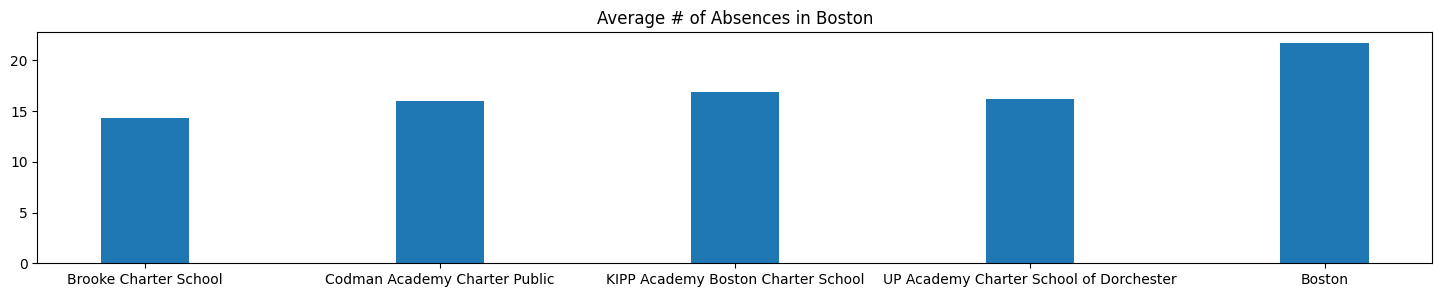 Average # of Absences in Boston
20
15
10
5
0
Brooke Charter School
Codman Academy Charter Public
KIPP Academy Boston Charter School
UP Academy Charter School of Dorchester
Boston